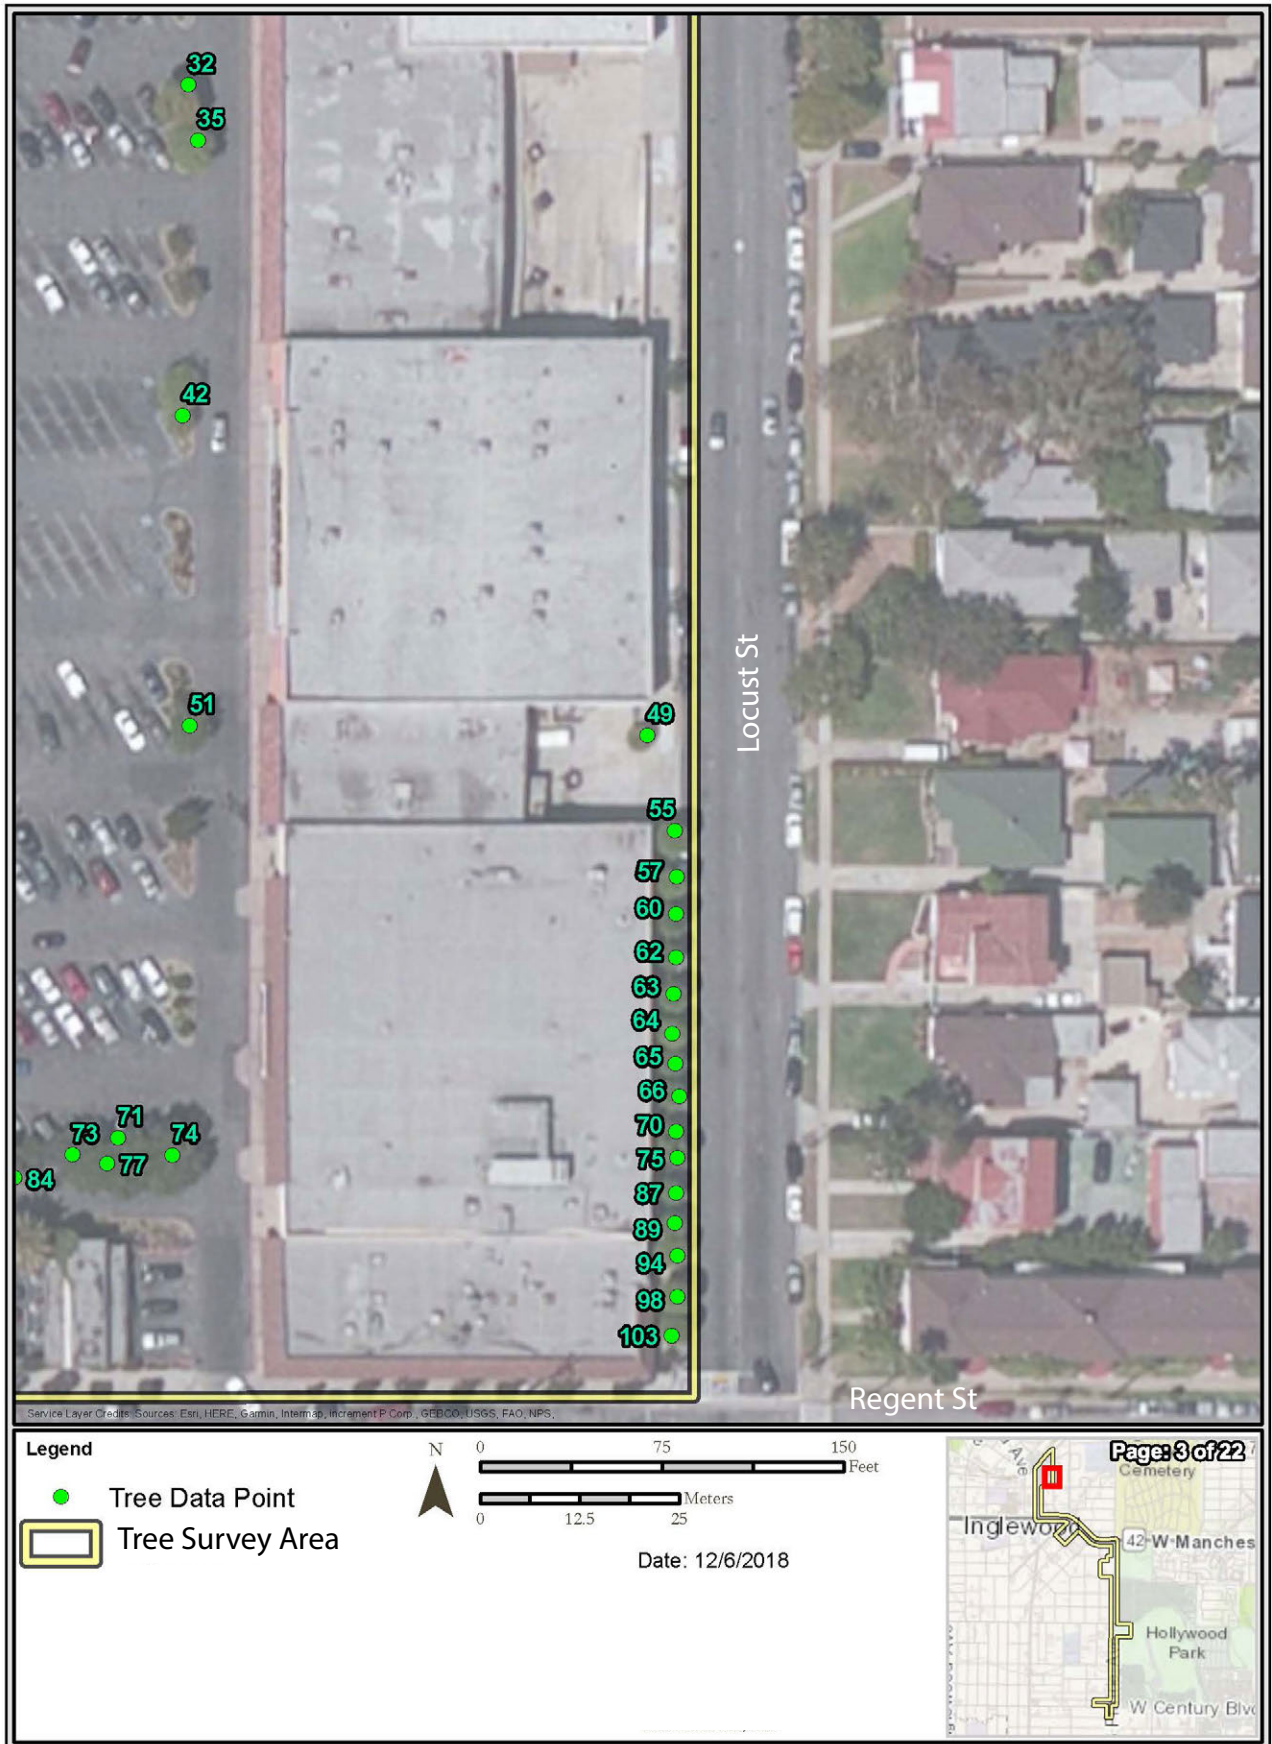 32
35
42
51
49
55
57
60
62
63
64
65
66
70
75
87
89
94
98
103
71
73
74
77
84
Locust St
Regent St
Service Layer Credits: Sources: Esri, HERE, Garmin, Intermap, increment P Corp., GEBCO, USGS, FAO, NPS,
Legend
Tree Data Point
Tree Survey Area
N
0 75 150
Feet
Meters
0 12.5 25
Date: 12/6/2018
Page: 3 of 22
Ave
Cemetery
Inglewood
42 W Manches
Hollywood
Park
W Century Blv